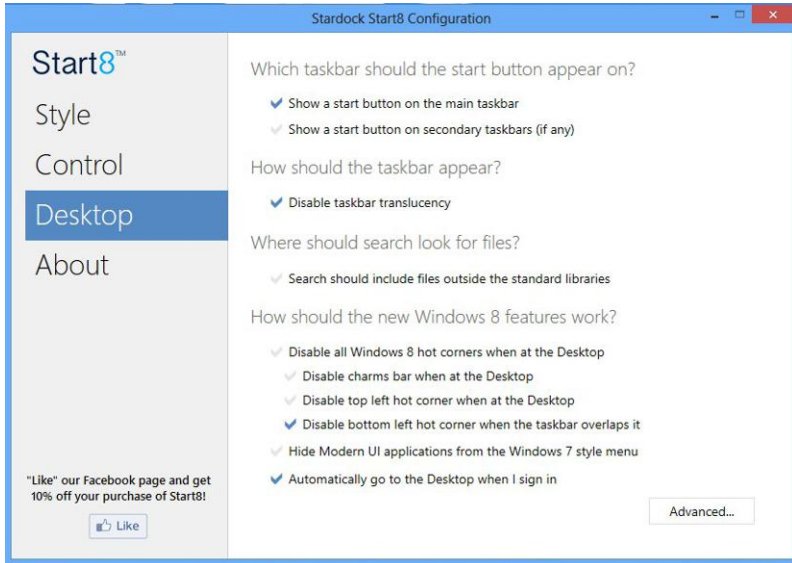 Stardock Start8 Configuration
Start8™
Style
Control
Desktop
About
"Like" our Facebook page and get
10% off your purchase of Start8!
Like
Which taskbar should the start button appear on?
Show a start button on the main taskbar
Show a start button on secondary taskbars (if any)
How should the taskbar appear?
Disable taskbar translucency
Where should search look for files?
Search should include files outside the standard libraries
How should the new Windows 8 features work?
Disable all Windows 8 hot corners when at the Desktop
Disable charms bar when at the Desktop
Disable top left hot corner when at the Desktop
Disable bottom left hot corner when the taskbar overlaps it
Hide Modern UI applications from the Windows 7 style menu
Automatically go to the Desktop when I sign in
Advanced...